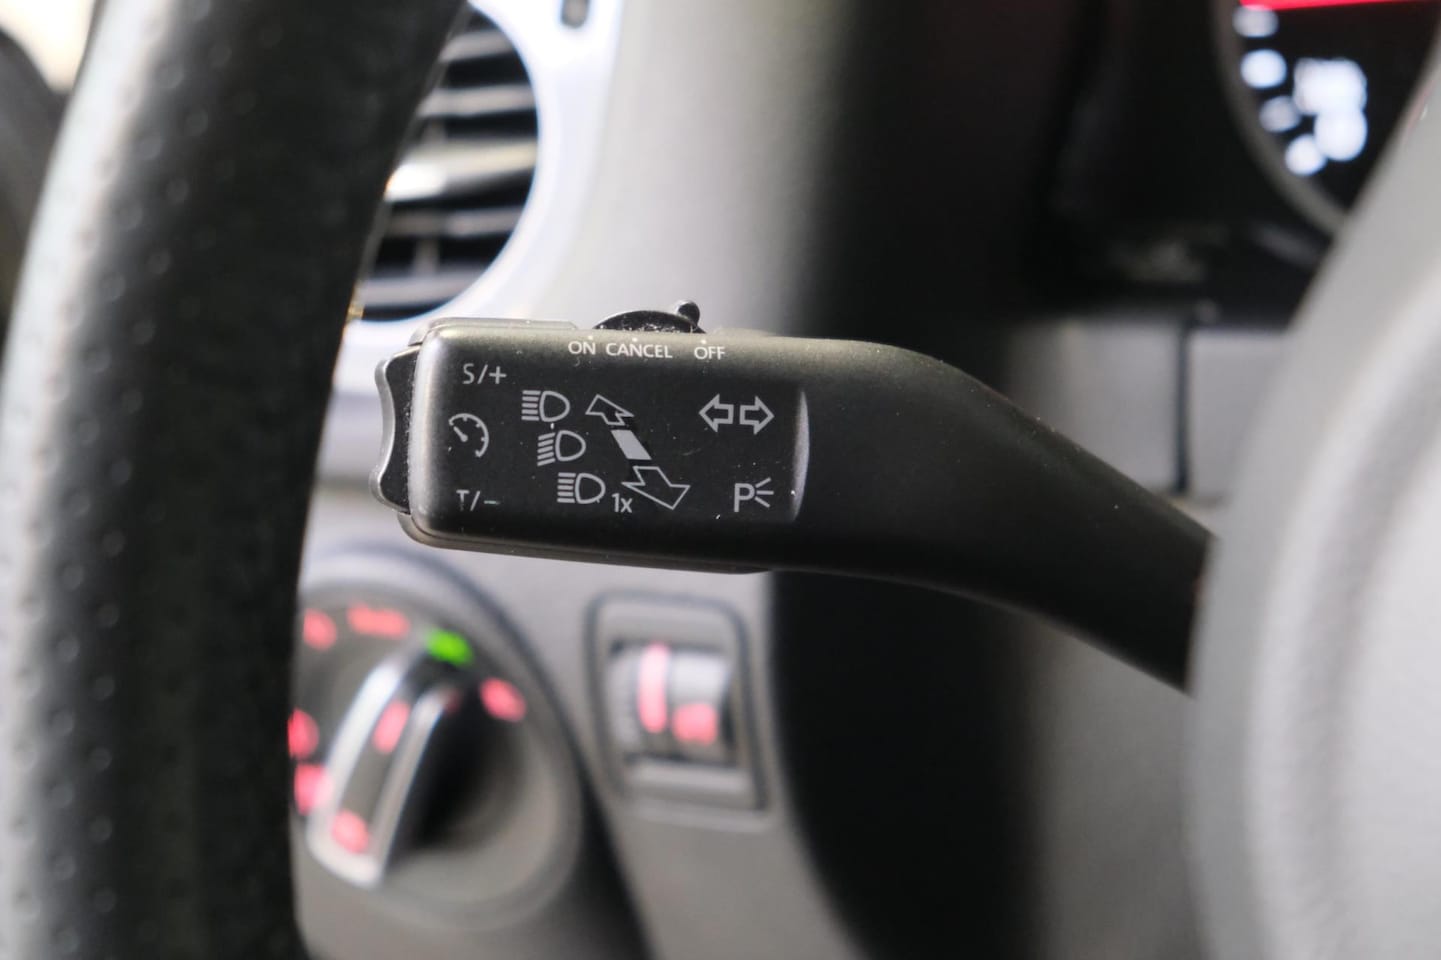 ON CANCEL OFF
S/+
T/-
1x
P